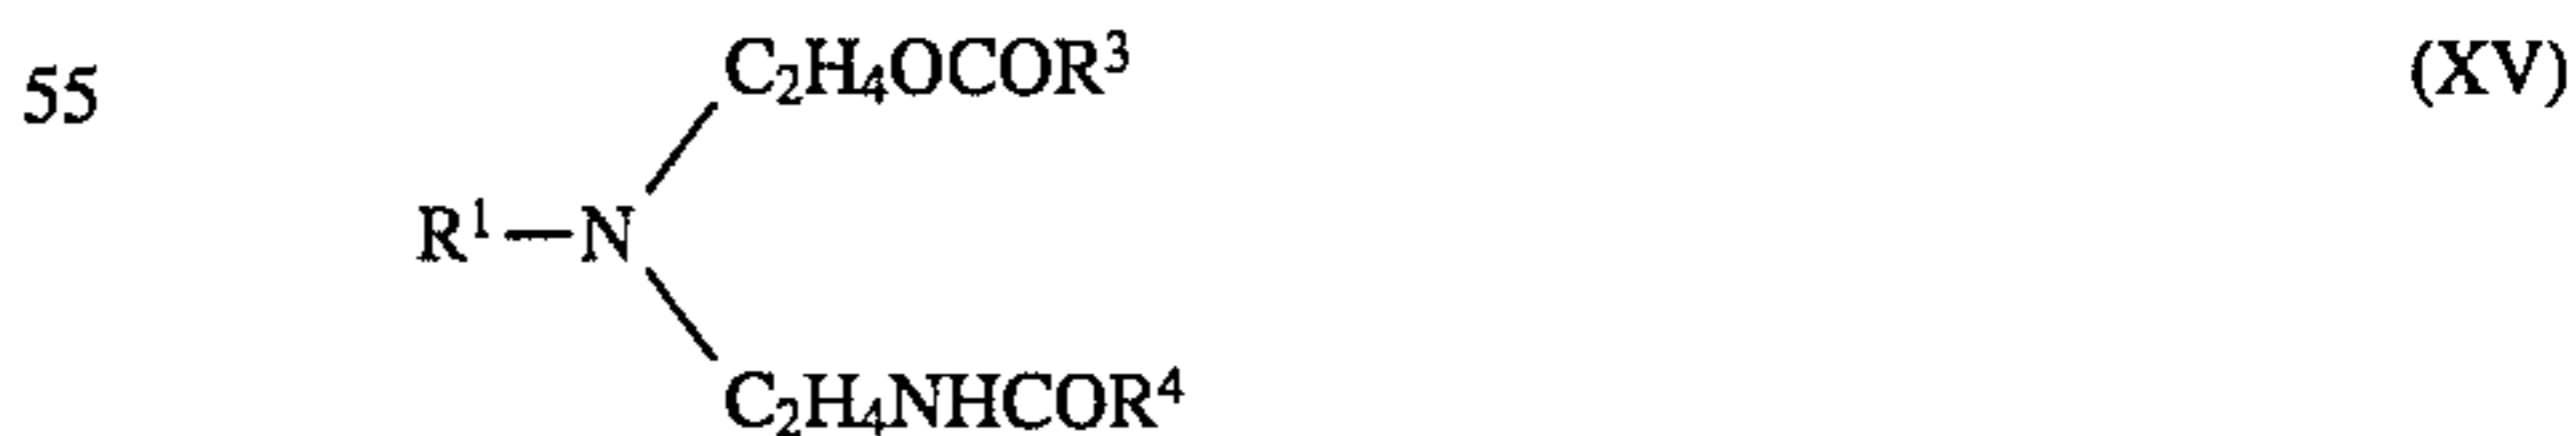 C₂H₄OCOR³
55 (XV)
R¹—N
C₂H₄NHCOR⁴